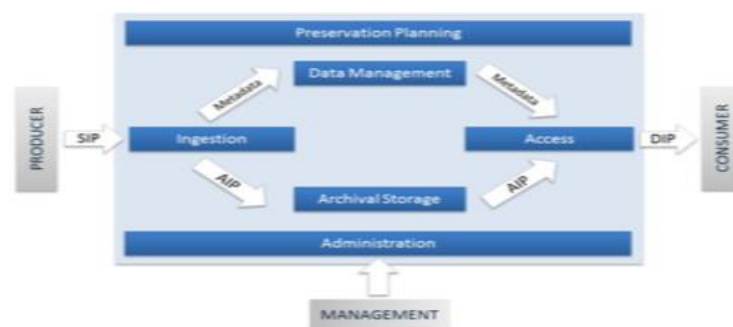 Preservation Planning
Data Management
Metadata
Metadata
PRODUCER
SIP
Ingestion
Access
DIP
CONSUMER
AIP
AIP
Archival Storage
Administration
MANAGEMENT